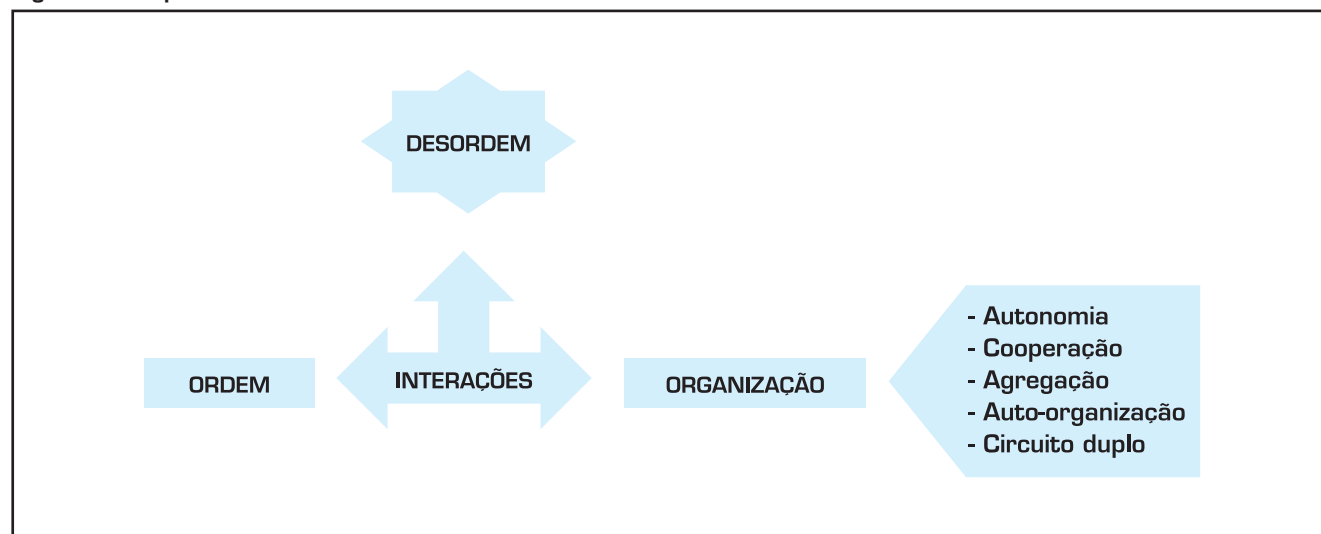 DESORDEM
ORDEM
INTERAÇÕES
ORGANIZAÇÃO
- Autonomia
- Cooperação
- Agregação
- Auto-organização
- Circuito duplo